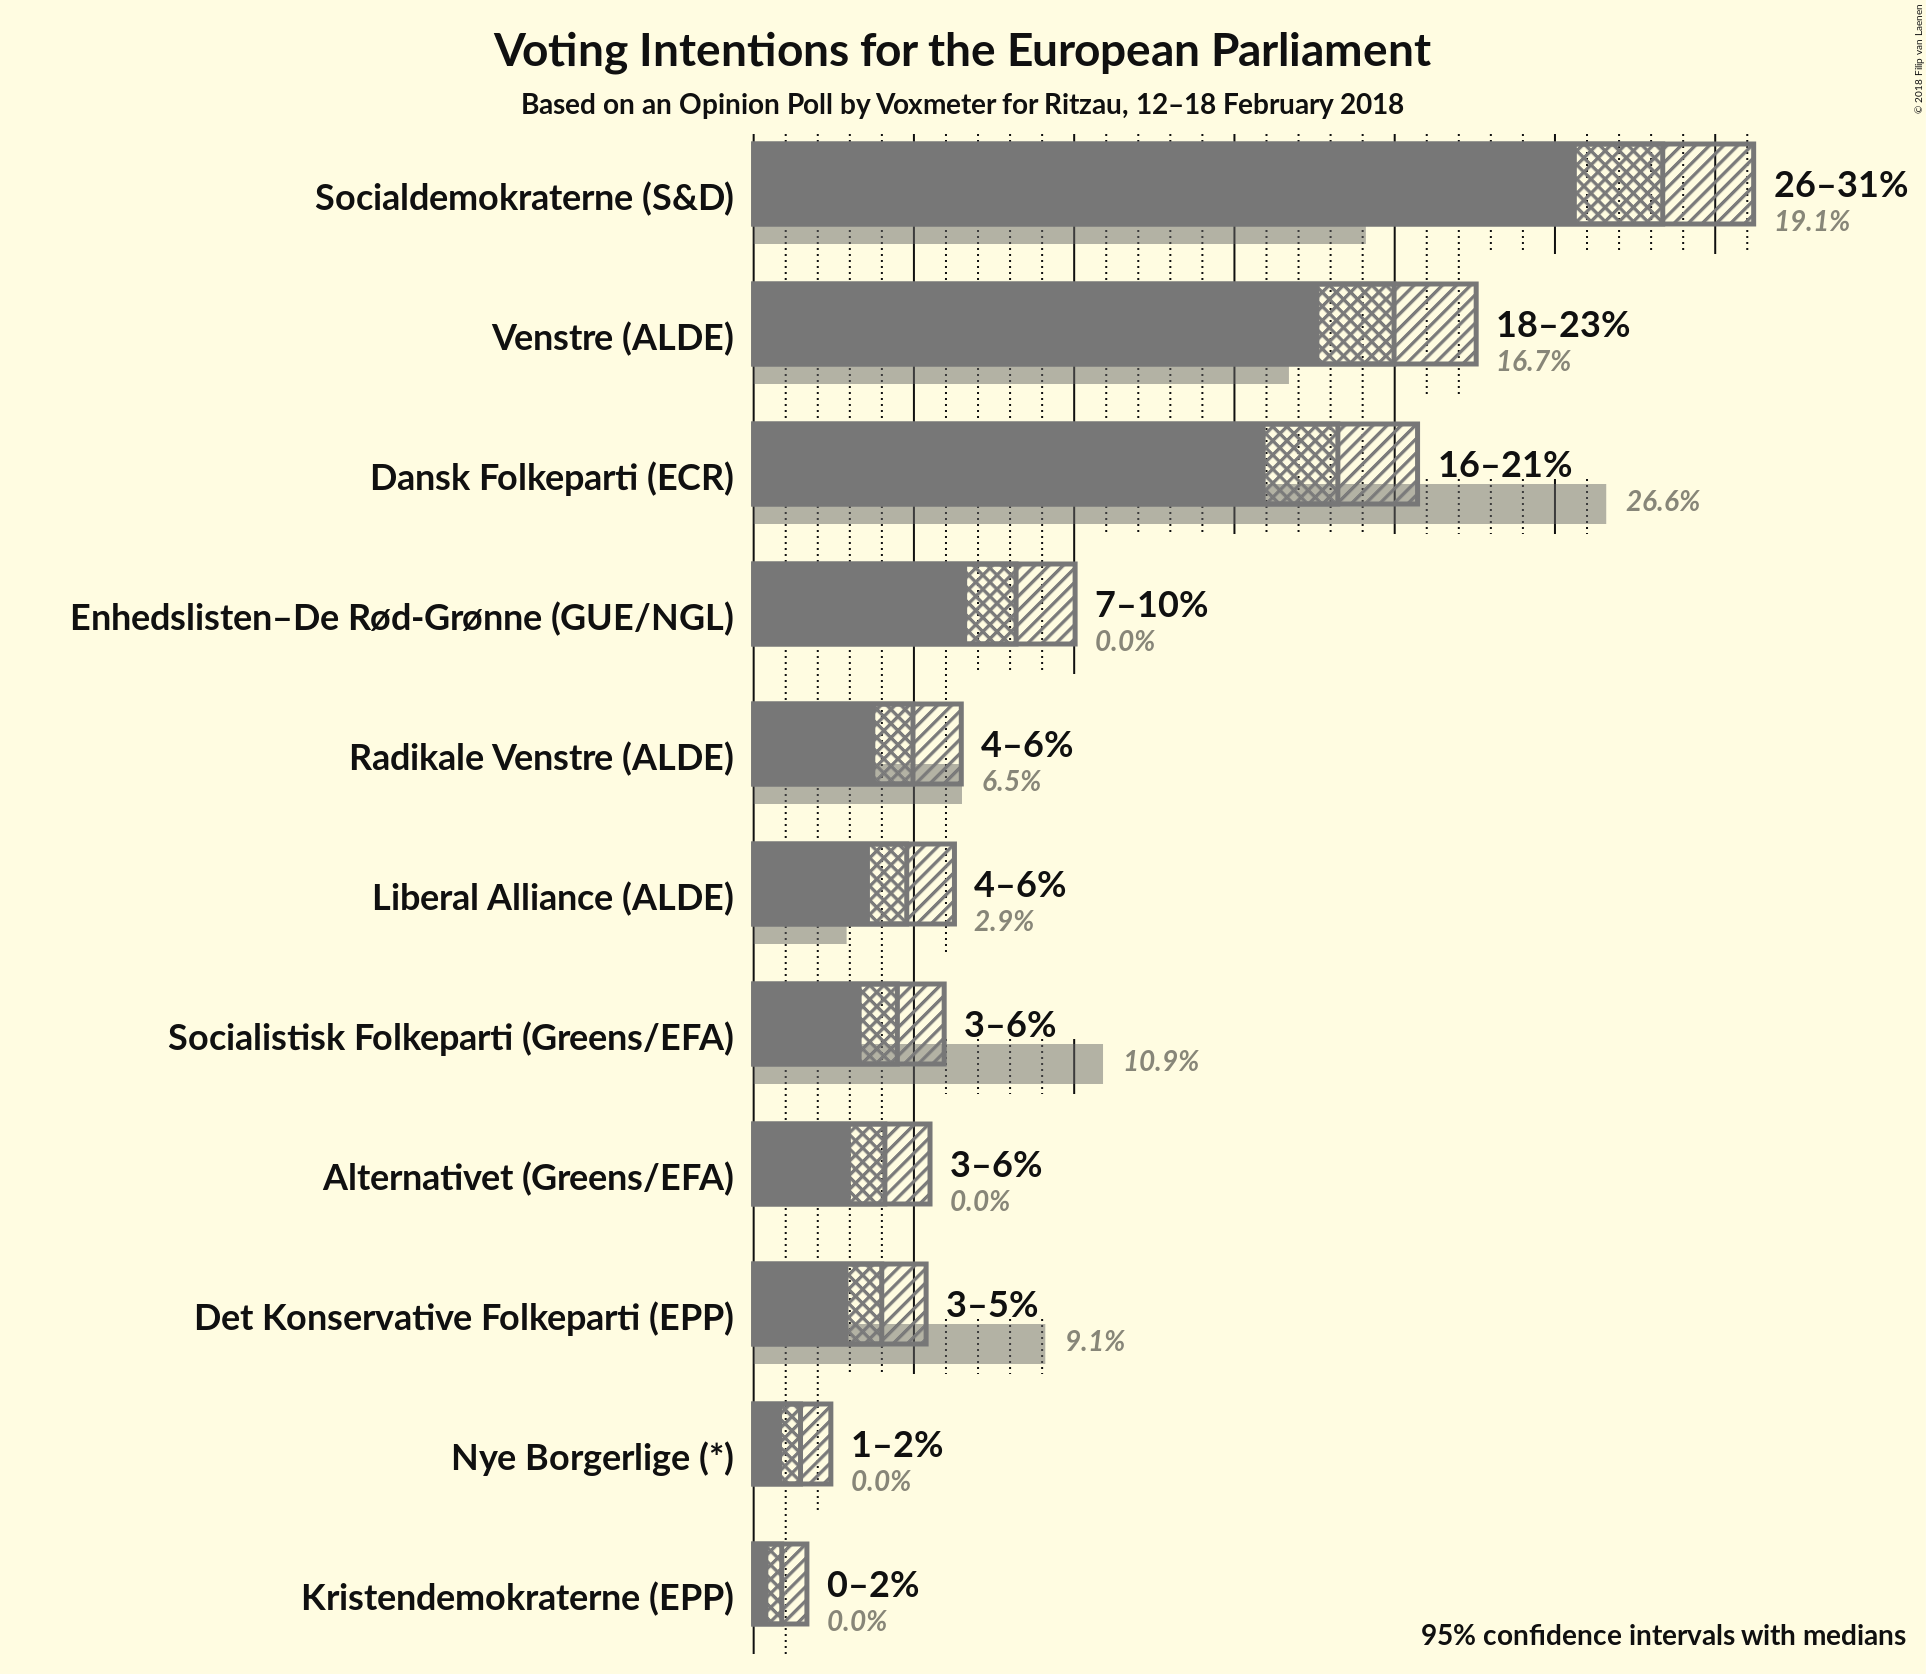 Voting Intentions for the European Parliament
Based on an Opinion Poll by Voxmeter for Ritzau, 12–18 February 2018
© 2018 Filip van Laenen
Socialdemokraterne (S&D)
26–31%
19.1%
Venstre (ALDE)
18–23%
16.7%
Dansk Folkeparti (ECR)
16–21%
26.6%
Enhedslisten–De Rød-Grønne (GUE/NGL)
7–10%
0.0%
Radikale Venstre (ALDE)
4–6%
6.5%
Liberal Alliance (ALDE)
4–6%
2.9%
Socialistisk Folkeparti (Greens/EFA)
3–6%
10.9%
Alternativet (Greens/EFA)
3–6%
0.0%
Det Konservative Folkeparti (EPP)
3–5%
9.1%
Nye Borgerlige (*)
1–2%
0.0%
Kristendemokraterne (EPP)
0–2%
0.0%
95% confidence intervals with medians